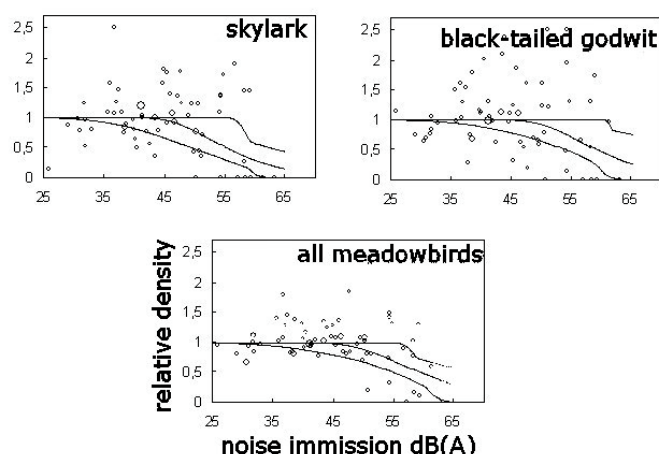 skylark
2,5
2
1,5
1
0,5
0
25 35 45 55 65
black-tailed godwit
2,5
2
1,5
1
0,5
0
25 35 45 55 65
all meadowbirds
relative density
2,5
2
1,5
1
0,5
0
25 35 45 55 65
noise immission dB(A)